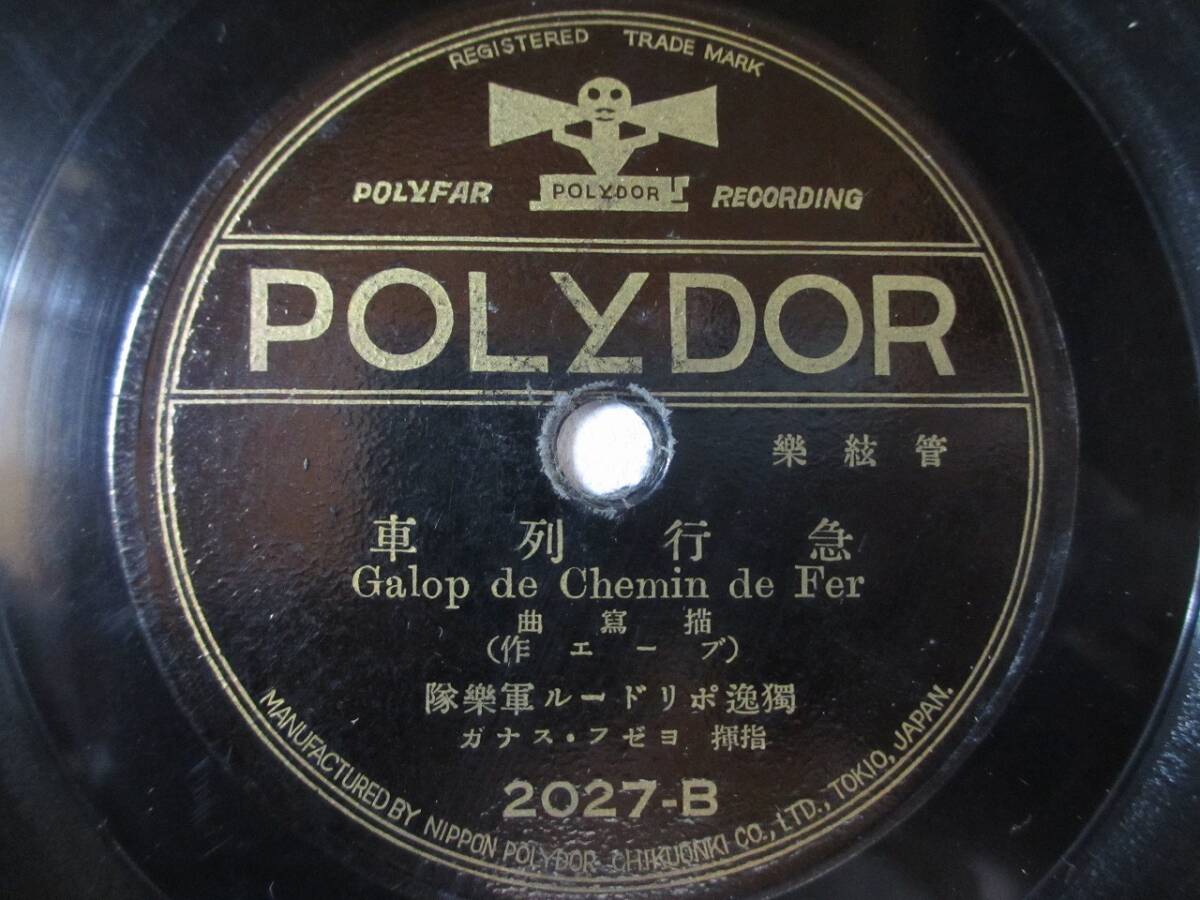 REGISTERED TRADE MARK
POLYFAR POLYDOR RECORDING
POLYDOR
管絃樂
急行列車
Galop de Chemin de Fer
描寫曲
(ブーエ作)
獨逸ポリドール軍樂隊
指揮 ヨゼフ・スナガ
2027-B
MANUFACTURED BY NIPPON POLYDOR CHIKUONKI CO., LTD., TOKIO, JAPAN.